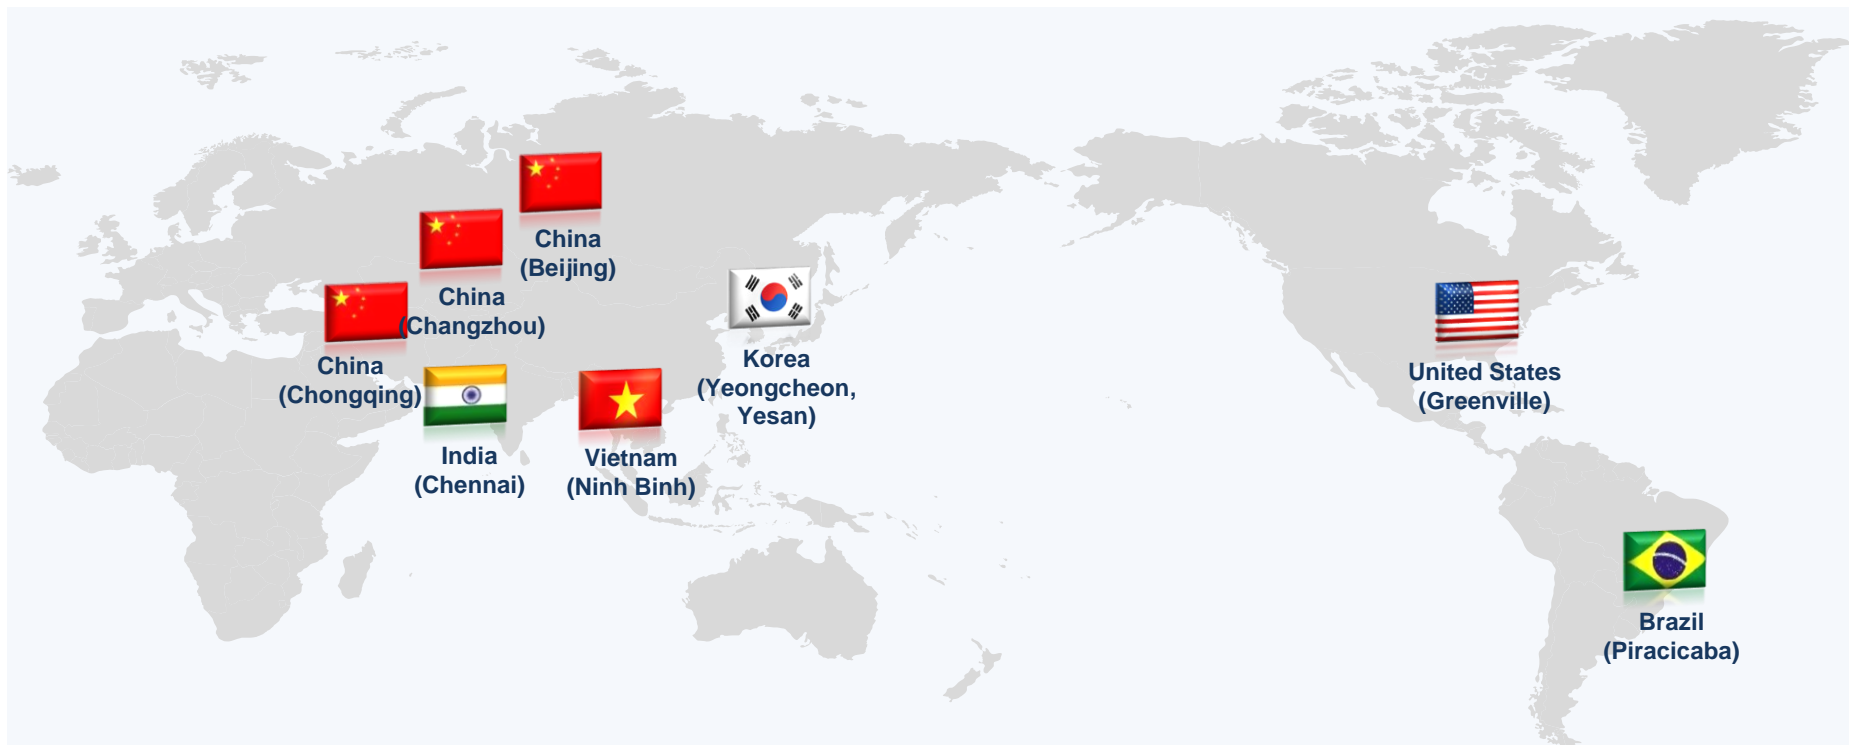 China
(Beijing)
China
(Changzhou)
China
(Chongqing)
Korea
(Yeongcheon,
Yesan)
India
(Chennai)
Vietnam
(Ninh Binh)
United States
(Greenville)
Brazil
(Piracicaba)